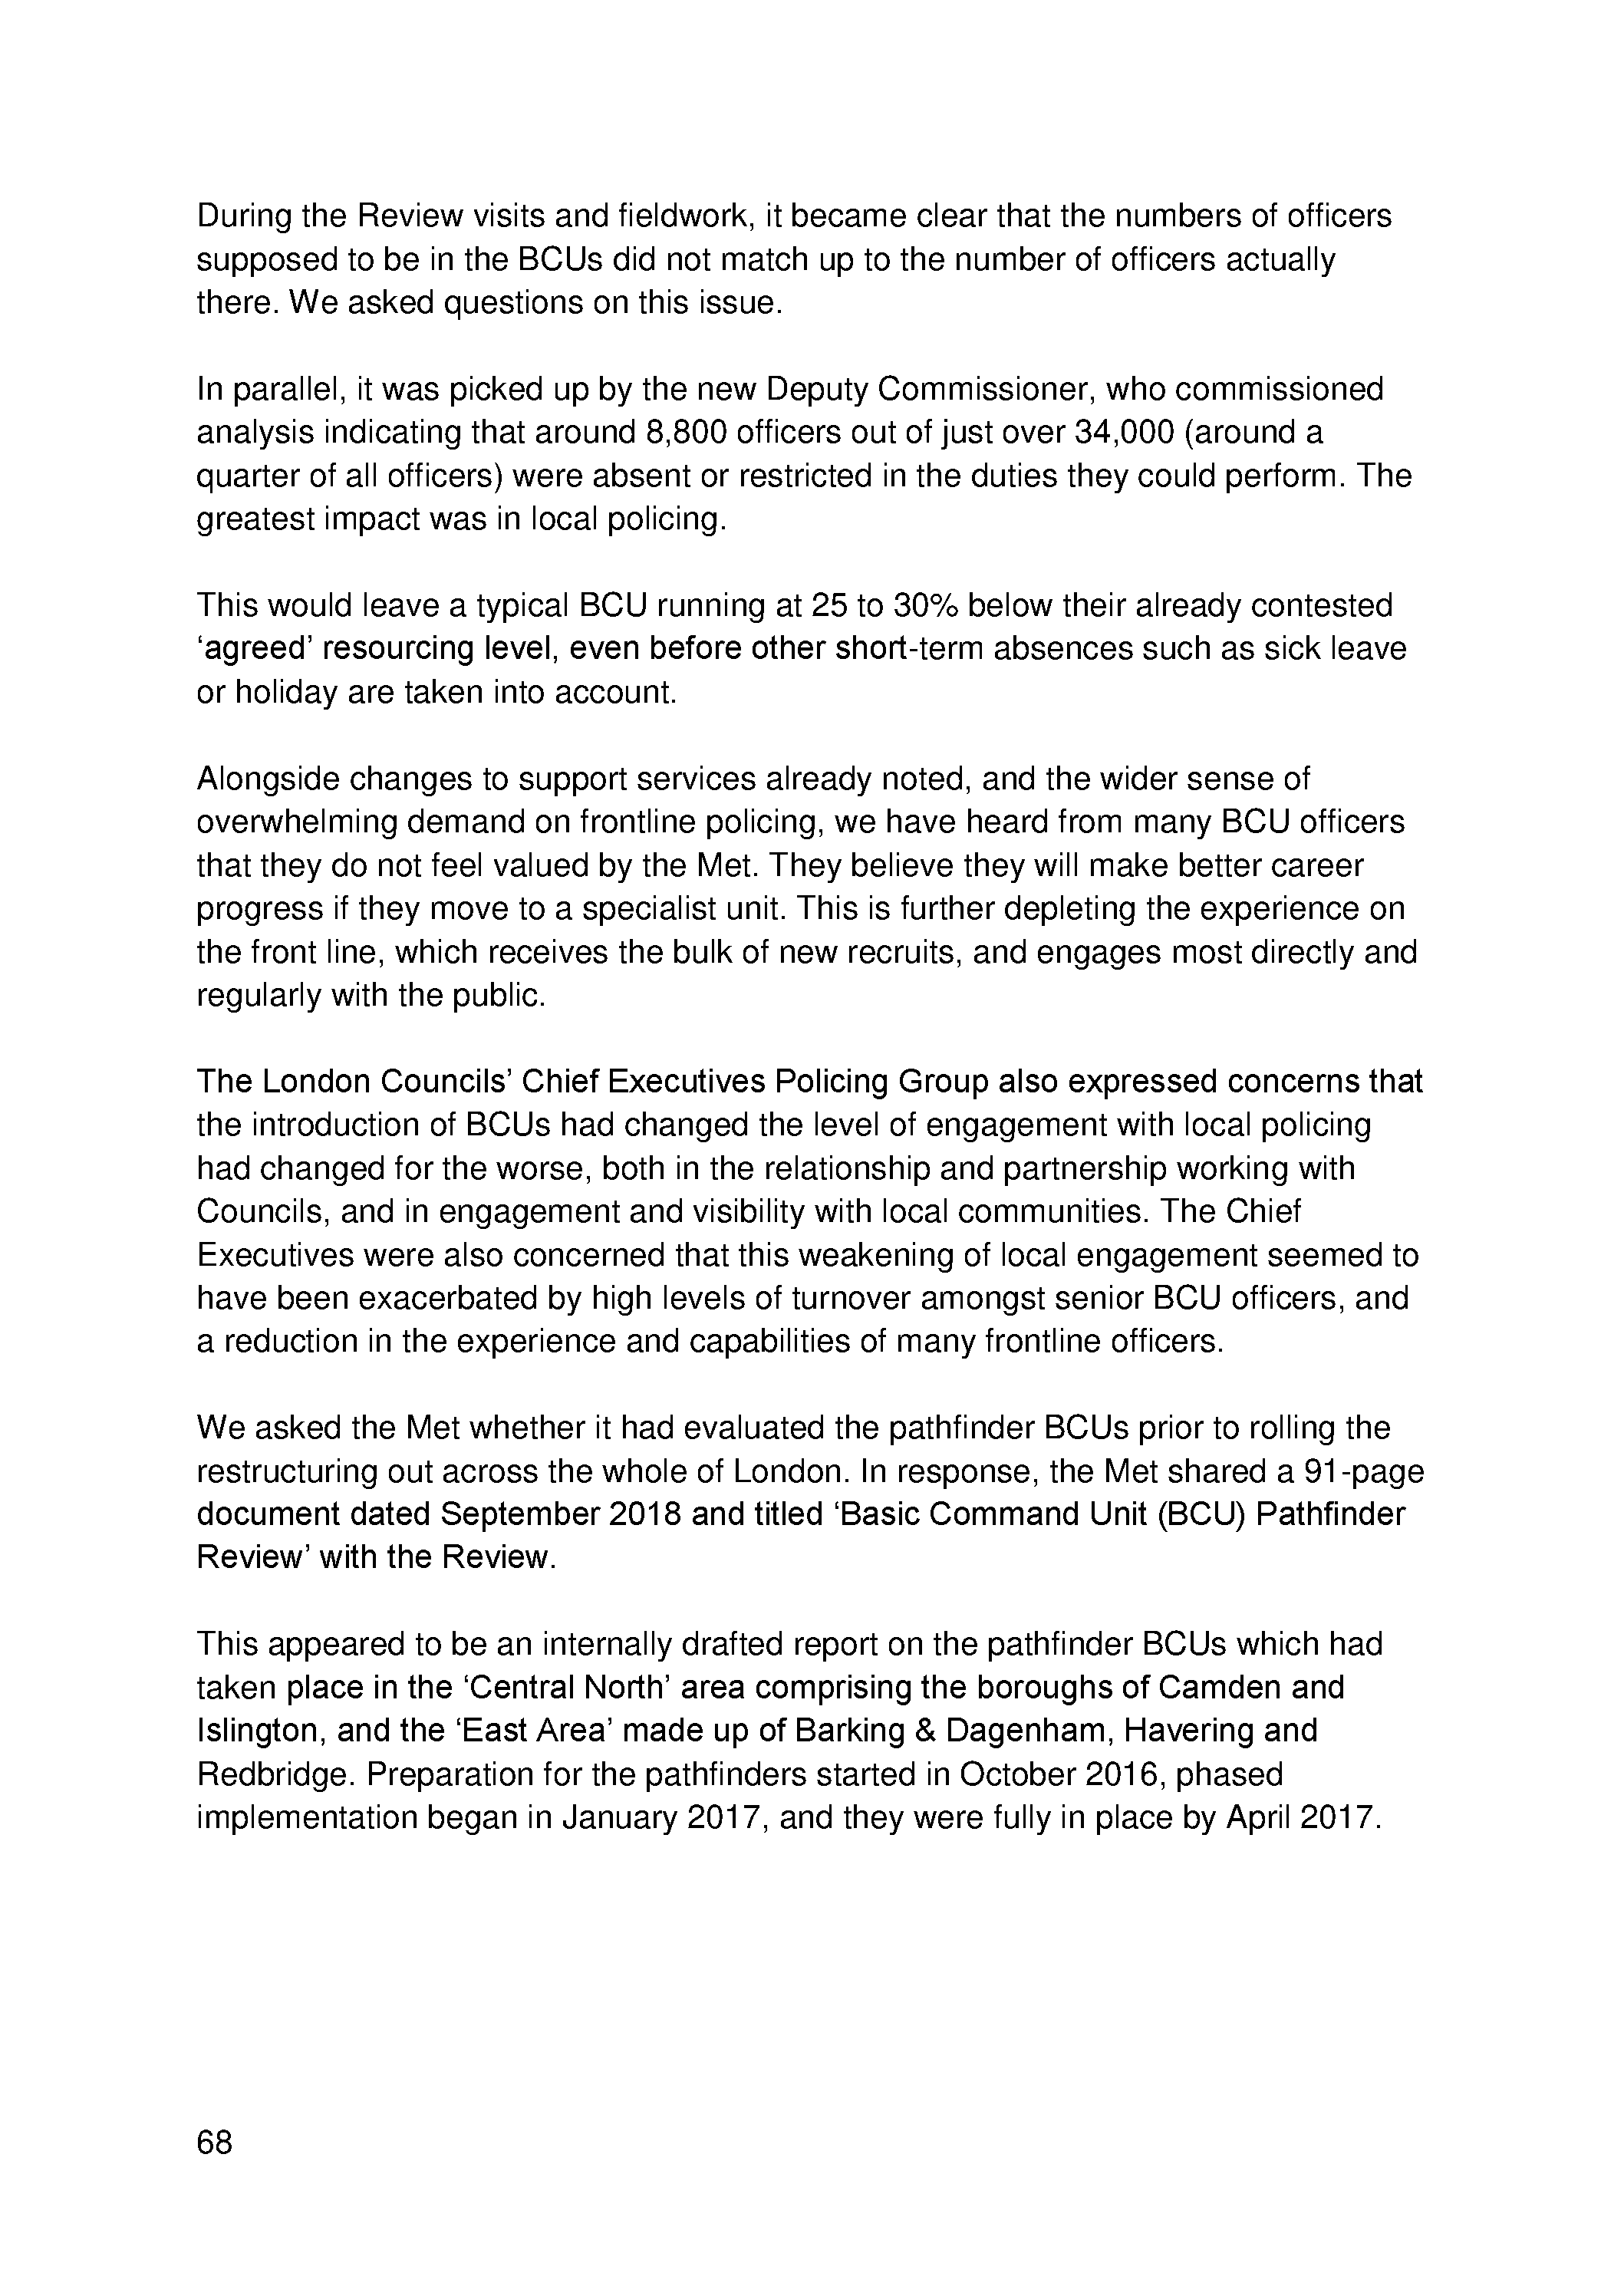 During the Review visits and fieldwork, it became clear that the numbers of officers
supposed to be in the BCUs did not match up to the number of officers actually
there. We asked questions on this issue.
In parallel, it was picked up by the new Deputy Commissioner, who commissioned
analysis indicating that around 8,800 officers out of just over 34,000 (around a
quarter of all officers) were absent or restricted in the duties they could perform. The
greatest impact was in local policing.
This would leave a typical BCU running at 25 to 30% below their already contested
‘agreed’ resourcing level, even before other short-term absences such as sick leave
or holiday are taken into account.
Alongside changes to support services already noted, and the wider sense of
overwhelming demand on frontline policing, we have heard from many BCU officers
that they do not feel valued by the Met. They believe they will make better career
progress if they move to a specialist unit. This is further depleting the experience on
the front line, which receives the bulk of new recruits, and engages most directly and
regularly with the public.
The London Councils’ Chief Executives Policing Group also expressed concerns that
the introduction of BCUs had changed the level of engagement with local policing
had changed for the worse, both in the relationship and partnership working with
Councils, and in engagement and visibility with local communities. The Chief
Executives were also concerned that this weakening of local engagement seemed to
have been exacerbated by high levels of turnover amongst senior BCU officers, and
a reduction in the experience and capabilities of many frontline officers.
We asked the Met whether it had evaluated the pathfinder BCUs prior to rolling the
restructuring out across the whole of London. In response, the Met shared a 91-page
document dated September 2018 and titled ‘Basic Command Unit (BCU) Pathfinder
Review’ with the Review.
This appeared to be an internally drafted report on the pathfinder BCUs which had
taken place in the ‘Central North’ area comprising the boroughs of Camden and
Islington, and the ‘East Area’ made up of Barking & Dagenham, Havering and
Redbridge. Preparation for the pathfinders started in October 2016, phased
implementation began in January 2017, and they were fully in place by April 2017.
68